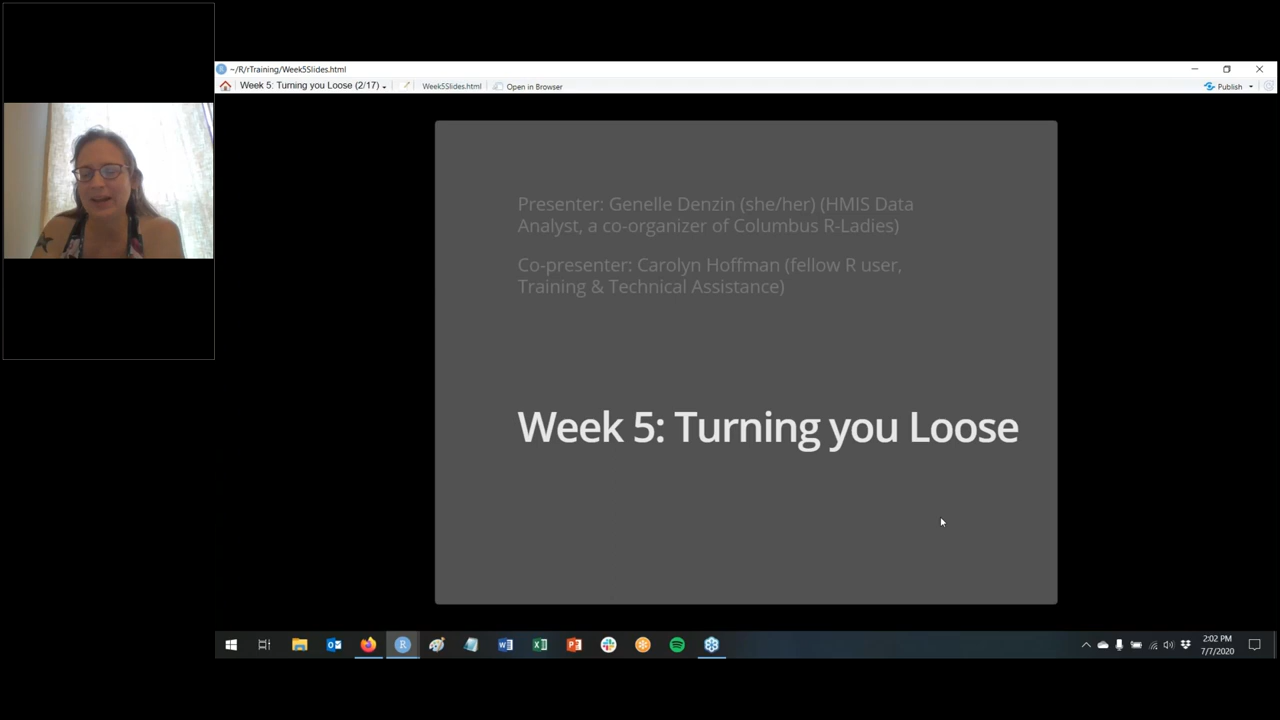 ~/R/rTraining/Week5Slides.html
Week 5: Turning you Loose (2/17)
Week5Slides.html
Open in Browser
Publish
Presenter: Genelle Denzin (she/her) (HMIS Data
Analyst, a co-organizer of Columbus R-Ladies)
Co-presenter: Carolyn Hoffman (fellow R user,
Training & Technical Assistance)
Week 5: Turning you Loose
2:02 PM
7/7/2020